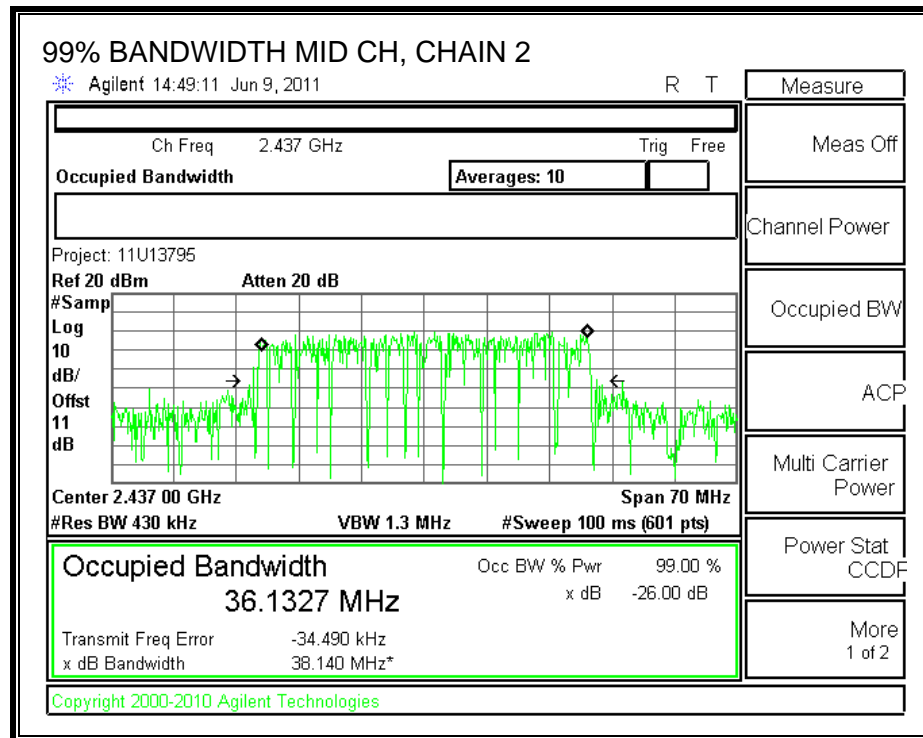 99% BANDWIDTH MID CH, CHAIN 2
Agilent 14:49:11 Jun 9, 2011 R T
Measure
Ch Freq 2.437 GHz Trig Free
Meas Off
Occupied Bandwidth Averages: 10
Channel Power
Project: 11U13795
Ref 20 dBm Atten 20 dB
#Samp
Log
10
dB/
Offst
11
dB
Occupied BW
ACP
Center 2.437 00 GHz Span 70 MHz
#Res BW 430 kHz VBW 1.3 MHz #Sweep 100 ms (601 pts)
Multi Carrier
Power
Occupied Bandwidth Occ BW % Pwr 99.00 %
36.1327 MHz x dB -26.00 dB
Power Stat
CCDF
Transmit Freq Error -34.490 kHz
x dB Bandwidth 38.140 MHz*
More
1 of 2
Copyright 2000-2010 Agilent Technologies